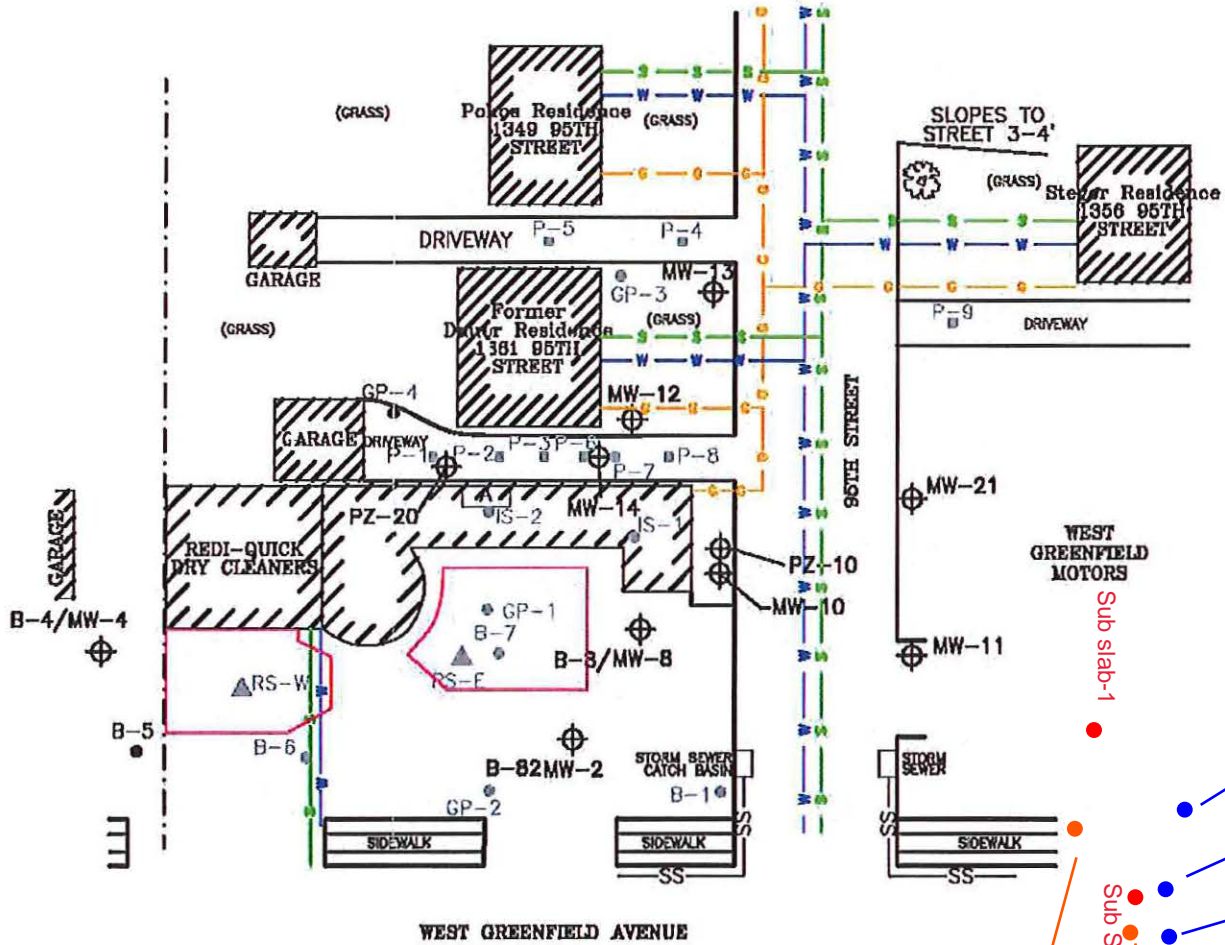 SLOPES TO
STREET 3-4'
(GRASS)
(GRASS)
(GRASS)
1349 95TH
STREET
Residence
1356 95TH
STREET
DRIVEWAY
P-5
P-4
GARAGE
MW-13
GP-3
(GRASS)
(GRASS)
Former
Residence
1361 95TH
STREET
P-9
DRIVEWAY
GP-4
MW-12
GARAGE
DRIVEWAY
P-1
P-2
P-3
P-6
P-7
P-8
95TH STREET
MW-21
PZ-20
IS-2
MW-14
IS-1
GARAGE
REDI-QUICK
DRY CLEANERS
PZ-10
MW-10
WEST
GREENFIELD
MOTORS
B-4/MW-4
GP-1
B-7
B-8/MW-8
MW-11
Sub slab-1
RS-W
RS-E
B-5
B-6
B-82MW-2
STORM SEWER
CATCH BASIN
STORM
SEWER
GP-2
B-1
SS
SS
SIDEWALK
SIDEWALK
SIDEWALK
SS
SS
Sub S
WEST GREENFIELD AVENUE